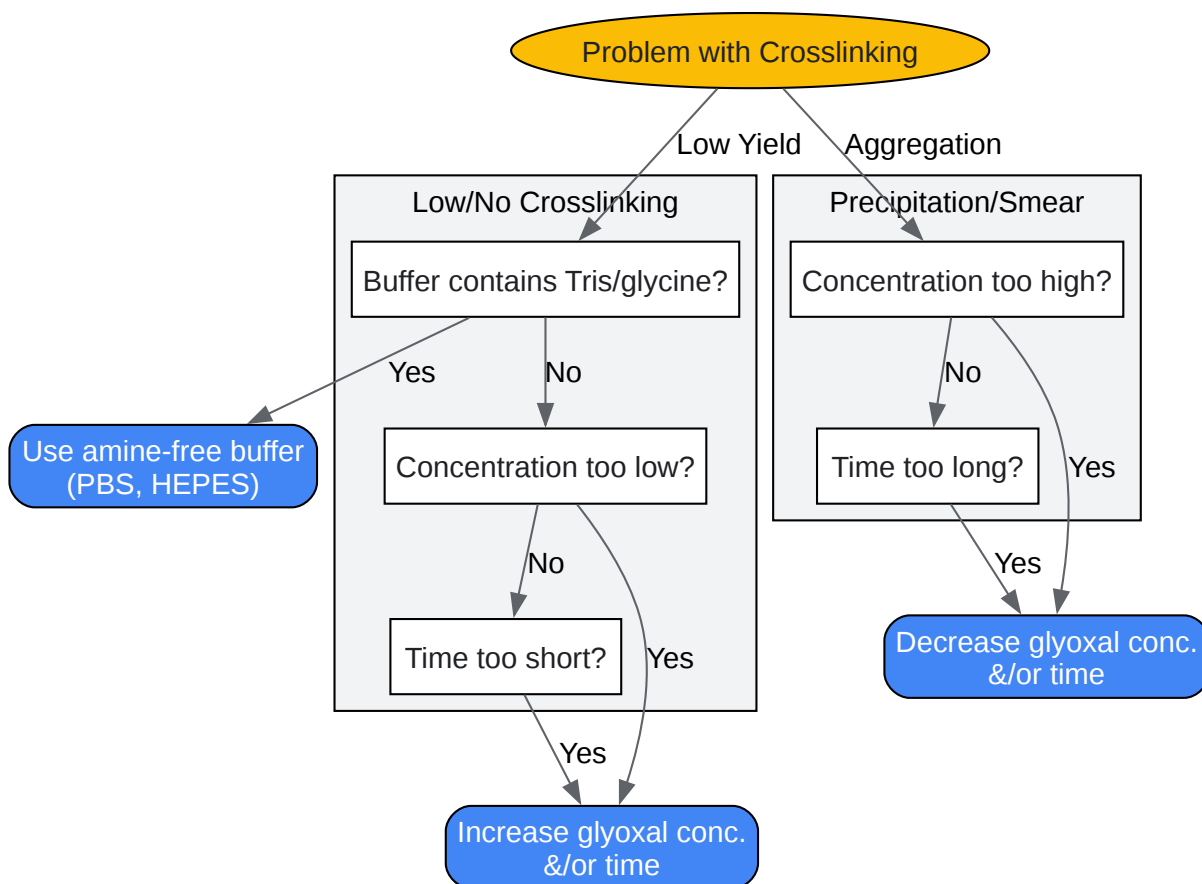 Problem with Crosslinking
Low Yield
Aggregation
Low/No Crosslinking
Precipitation/Smear
Buffer contains Tris/glycine?
Concentration too high?
Yes
No
No
Use amine-free buffer
(PBS, HEPES)
Concentration too low?
Time too long?
Yes
No
Yes
Time too short?
Yes
Decrease glyoxal conc.
&/or time
Yes
Increase glyoxal conc.
&/or time